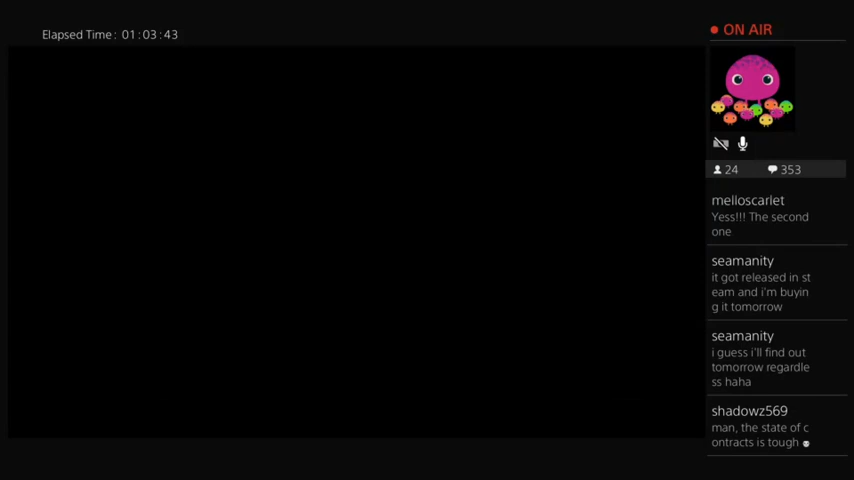 Elapsed Time: 01:03:43
ON AIR
24 353
melloscarlet
Yess!!! The second
one
seamanity
it got released in st
eam and i'm buyin
g it tomorrow
seamanity
i guess i'll find out
tomorrow regardle
ss haha
shadowz569
man, the state of c
ontracts is tough